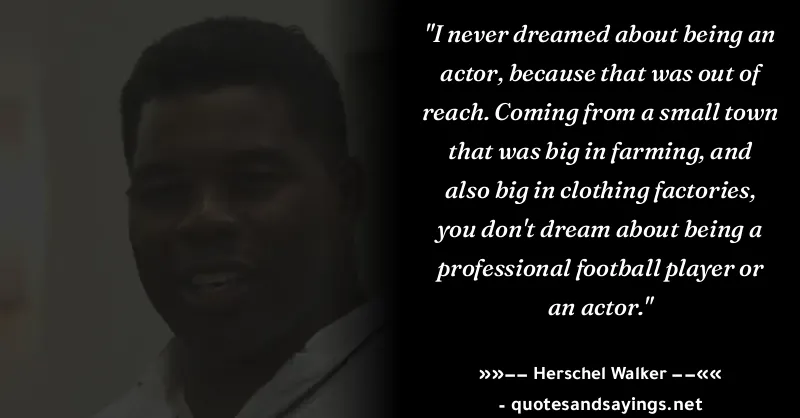 "I never dreamed about being an
actor, because that was out of
reach. Coming from a small town
that was big in farming, and
also big in clothing factories,
you don't dream about being a
professional football player or
an actor."
»»−− Herschel Walker −−««
- quotesandsayings.net